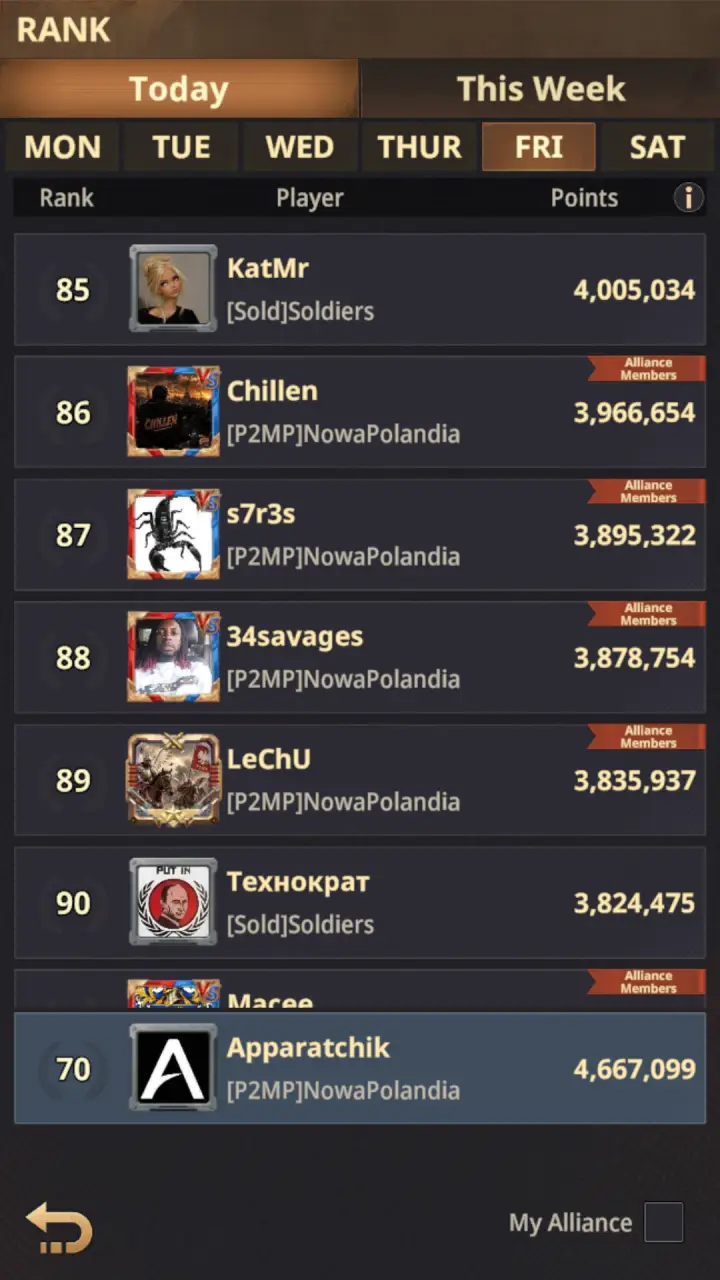 RANK
Today
This Week
MON
TUE
WED
THUR
FRI
SAT
Rank
Player
Points
85
KatMr
[Sold]Soldiers
4,005,034
86
CHILLEN
Chillen
[P2MP]NowaPolandia
Alliance
Members
3,966,654
87
s7r3s
[P2MP]NowaPolandia
Alliance
Members
3,895,322
88
34savages
[P2MP]NowaPolandia
Alliance
Members
3,878,754
89
LeChU
[P2MP]NowaPolandia
Alliance
Members
3,835,937
90
PUT IN
Технократ
[Sold]Soldiers
3,824,475
Macee
Alliance
Members
70
Apparatchik
[P2MP]NowaPolandia
4,667,099
My Alliance